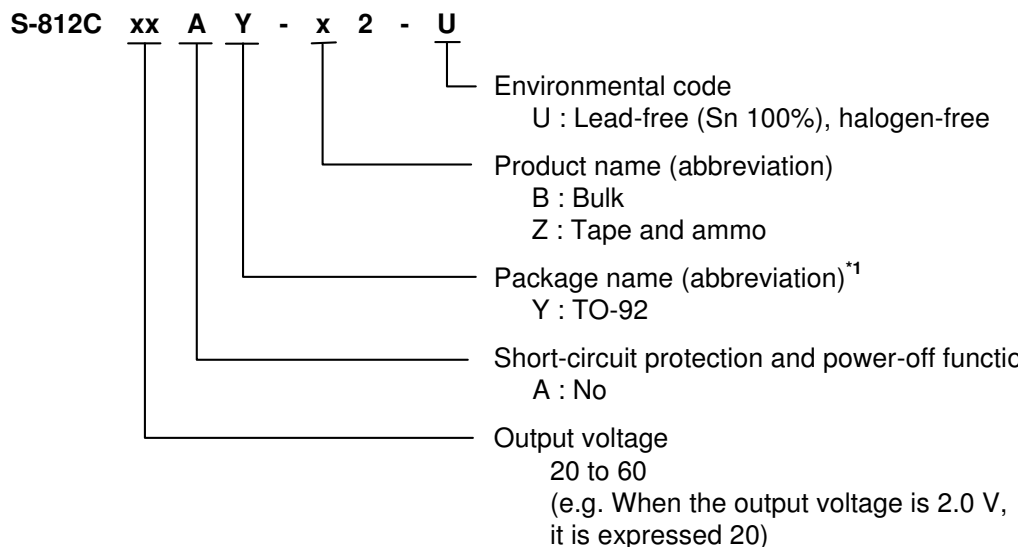 S-812C xx A Y - x 2 - U
Environmental code
U : Lead-free (Sn 100%), halogen-free
Product name (abbreviation)
B : Bulk
Z : Tape and ammo
Package name (abbreviation)*1
Y : TO-92
Short-circuit protection and power-off functio
A : No
Output voltage
20 to 60
(e.g. When the output voltage is 2.0 V,
it is expressed 20)